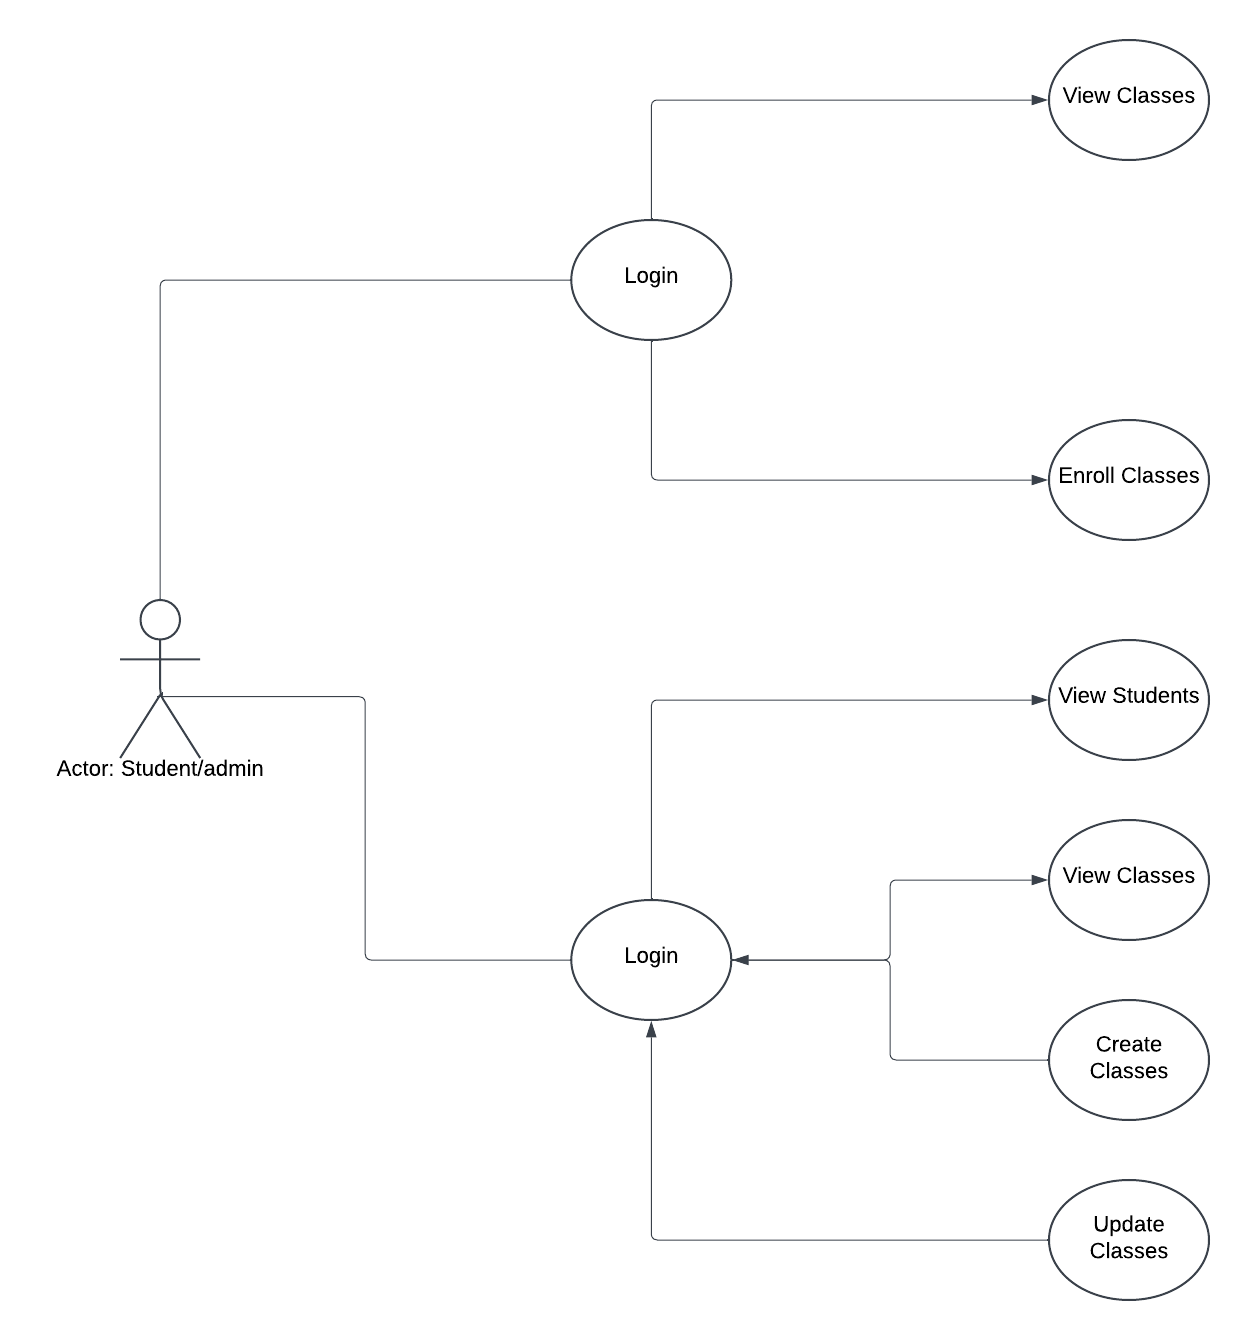 View Classes
Login
Enroll Classes
Actor: Student/admin
View Students
View Classes
Login
Create
Classes
Update
Classes